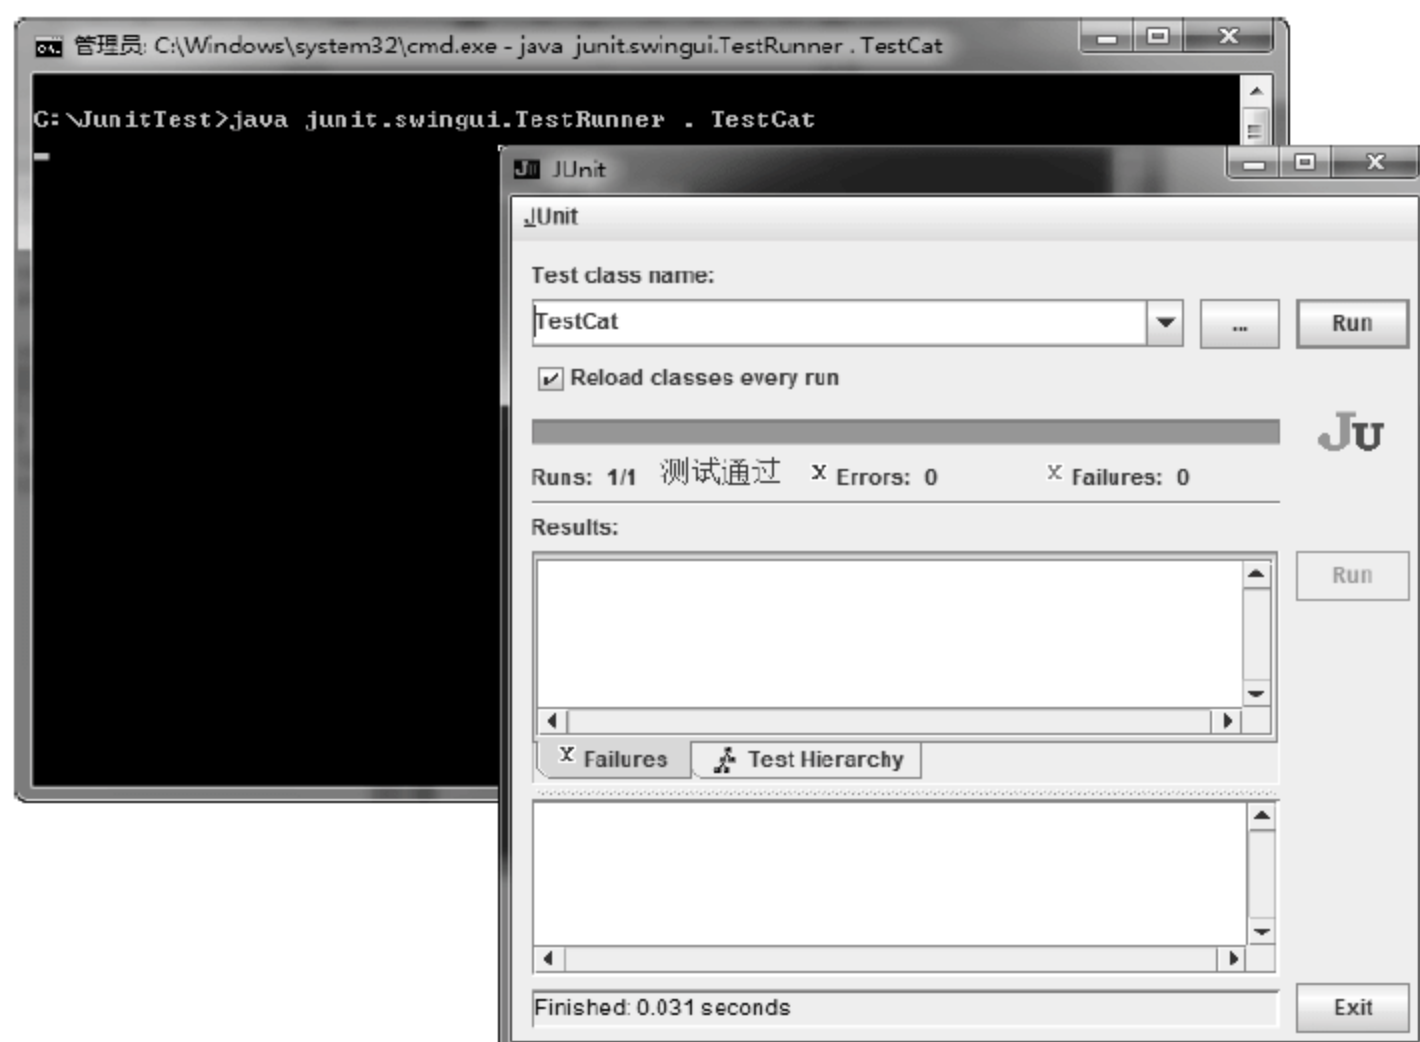 管理员: C:\Windows\system32\cmd.exe - java junit.swingui.TestRunner . TestCat
C:\JunitTest>java junit.swingui.TestRunner . TestCat
JU JUnit
JUnit
Test class name:
TestCat
...
Run
Reload classes every run
JU
Runs: 1/1 测试通过 X Errors: 0 X Failures: 0
Results:
Run
X Failures Test Hierarchy
Finished: 0.031 seconds
Exit